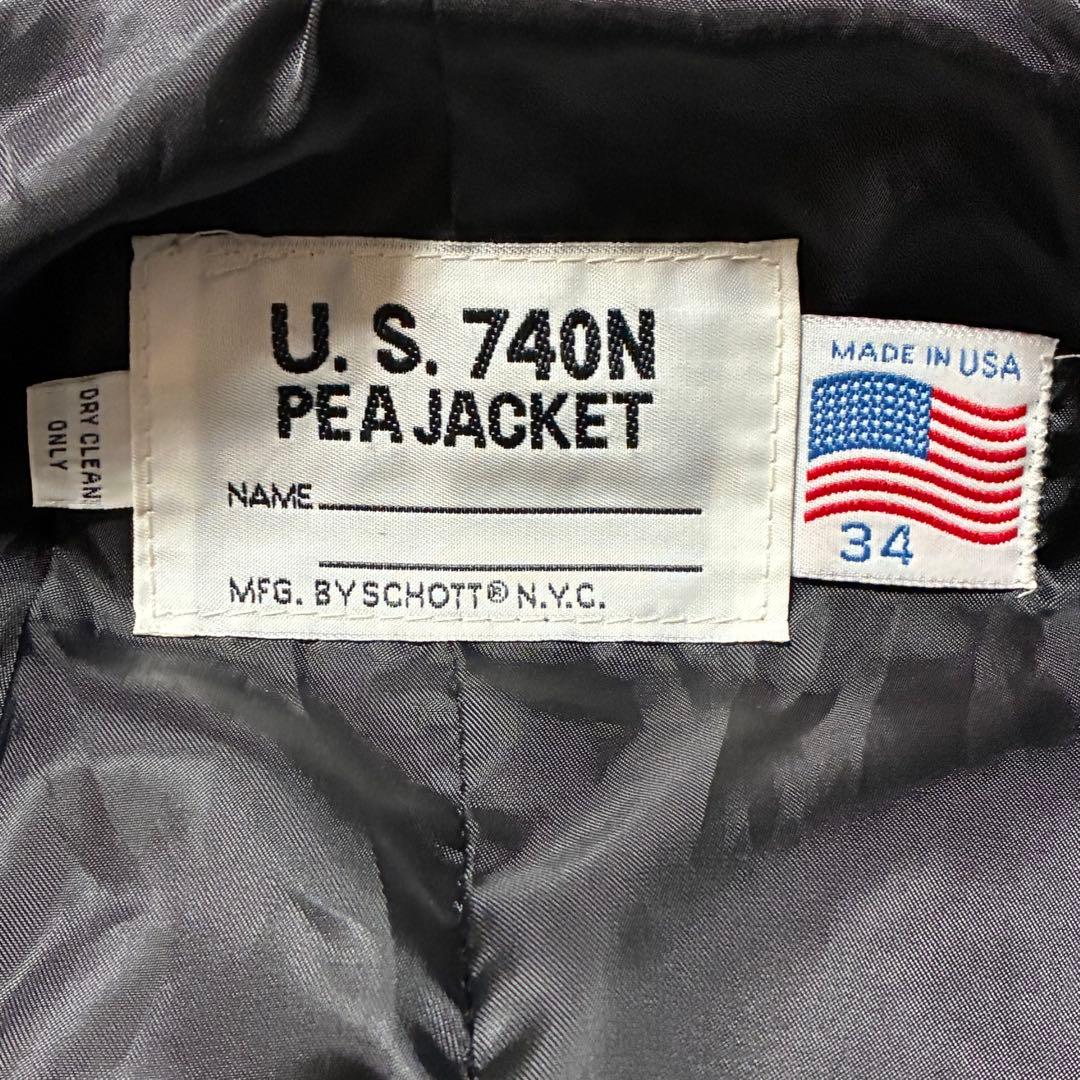 U. S. 740N
PEA JACKET
NAME
MFG. BY SCHOTT® N.Y.C.
MADE IN USA
34
DRY CLEAN
ONLY